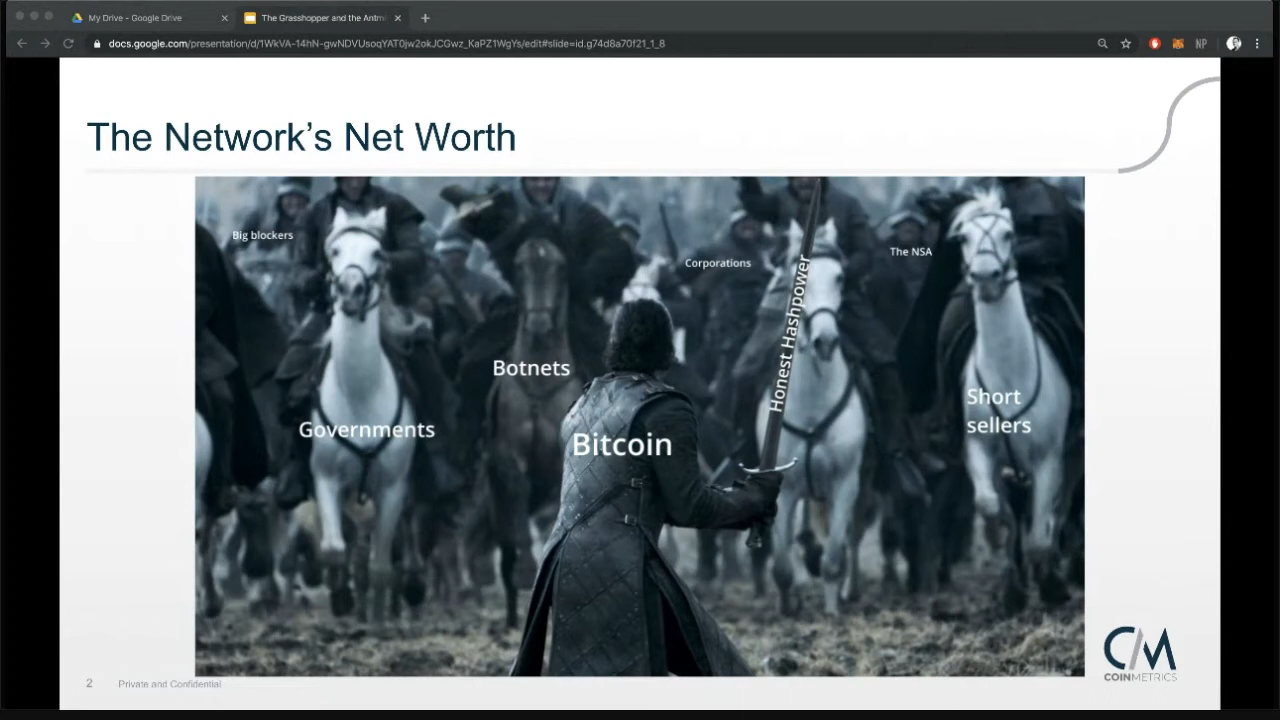 My Drive - Google Drive
The Grasshopper and the Antm
docs.google.com/presentation/d/1WkVA-14hN-gwNDVUsoqYAT0jw2okJCGwz_KaPZ1WgYs/edit#slide=id.g74d8a70f21_1_8
NP
The Network’s Net Worth
Big blockers
The NSA
Corporations
Honest Hashpower
Botnets
Short
sellers
Governments
Bitcoin
2
Private and Confidential
C/M
COINMETRICS